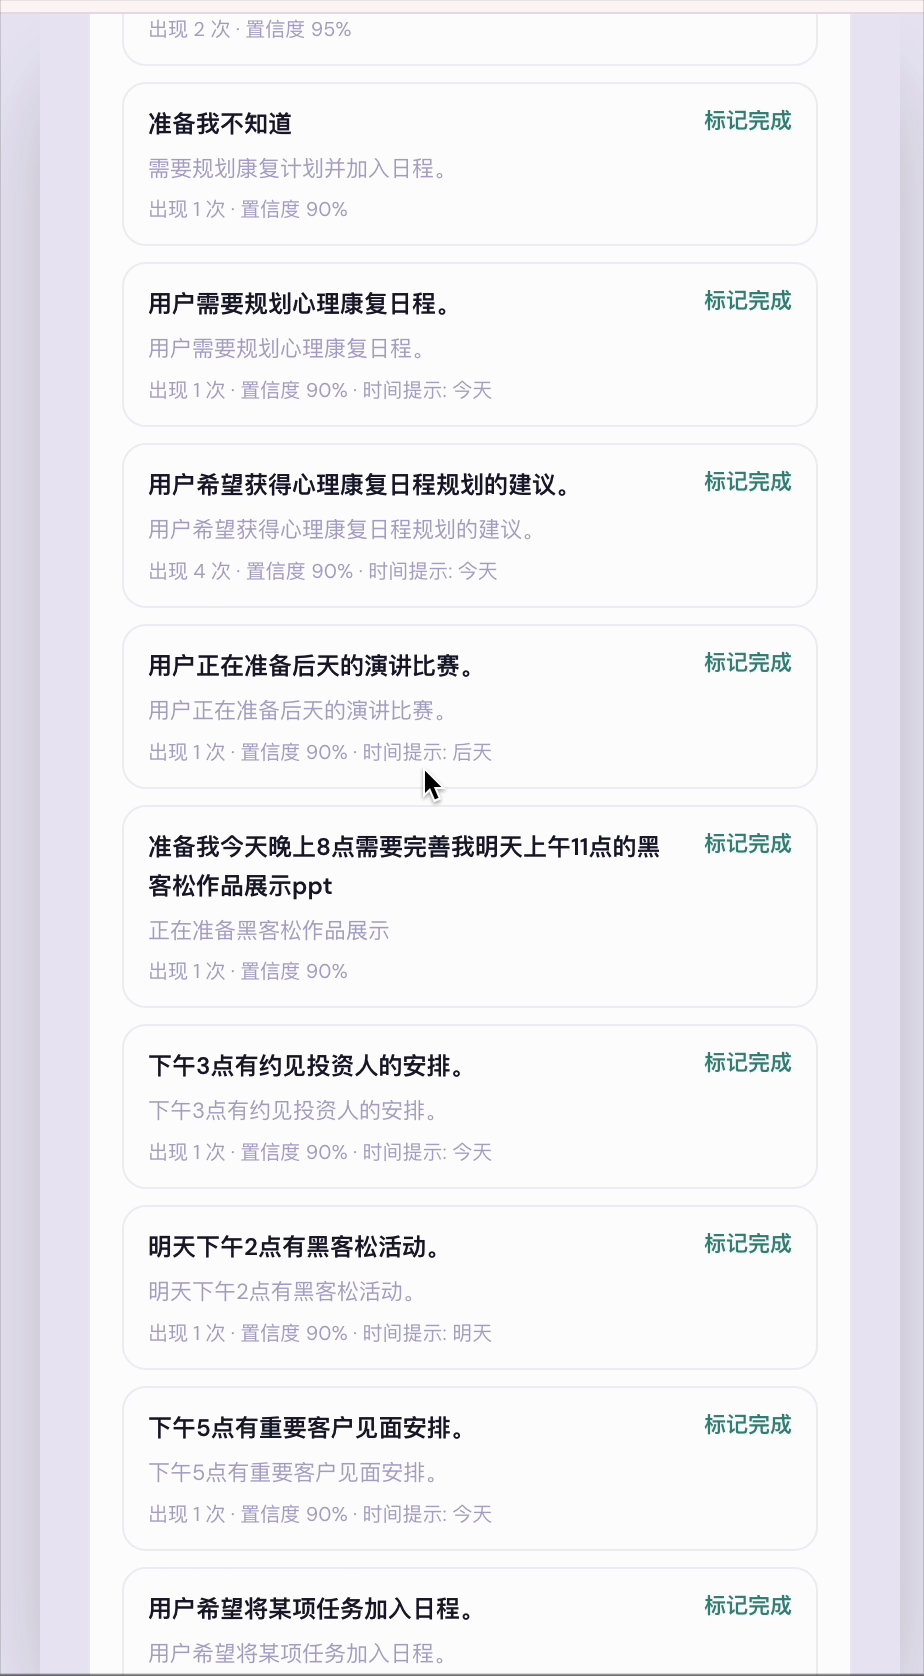 出现 2 次 · 置信度 95%
准备我不知道
标记完成
需要规划康复计划并加入日程。
出现 1 次 · 置信度 90%
用户需要规划心理康复日程。
标记完成
用户需要规划心理康复日程。
出现 1 次 · 置信度 90% · 时间提示: 今天
用户希望获得心理康复日程规划的建议。
标记完成
用户希望获得心理康复日程规划的建议。
出现 4 次 · 置信度 90% · 时间提示: 今天
用户正在准备后天的演讲比赛。
标记完成
用户正在准备后天的演讲比赛。
出现 1 次 · 置信度 90% · 时间提示: 后天
准备我今天晚上8点需要完善我明天上午11点的黑
客松作品展示ppt
标记完成
正在准备黑客松作品展示
出现 1 次 · 置信度 90%
下午3点有约见投资人的安排。
标记完成
下午3点有约见投资人的安排。
出现 1 次 · 置信度 90% · 时间提示: 今天
明天下午2点有黑客松活动。
标记完成
明天下午2点有黑客松活动。
出现 1 次 · 置信度 90% · 时间提示: 明天
下午5点有重要客户见面安排。
标记完成
下午5点有重要客户见面安排。
出现 1 次 · 置信度 90% · 时间提示: 今天
用户希望将某项任务加入日程。
标记完成
用户希望将某项任务加入日程。